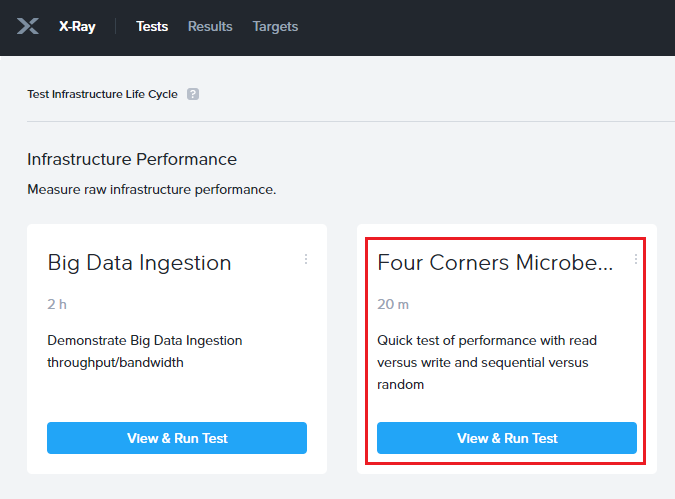 X-Ray Tests Results Targets
Test Infrastructure Life Cycle ?
Infrastructure Performance
Measure raw infrastructure performance.
Big Data Ingestion
2 h
Demonstrate Big Data Ingestion
throughput/bandwidth
View & Run Test
Four Corners Microbe...
20 m
Quick test of performance with read
versus write and sequential versus
random
View & Run Test